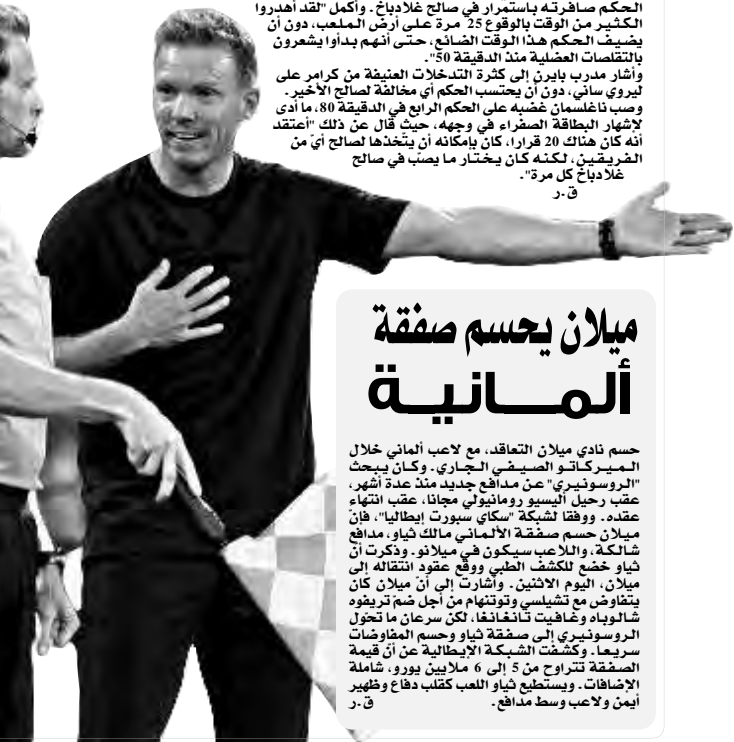 الحكم صافرته باستمرار في صالح غلادباخ. وأكمل "لقد أهدروا
الكثير من الوقت بالوقوع 25 مرة على أرض الملعب، دون أن
يضيف الحكم هذا الوقت الضائع، حتى أنهم بدأوا يشعرون
بالتقلصات العضلية منذ الدقيقة 50".
وأشار مدرب بايرن إلى كثرة التدخلات العنيفة من كرامر على
ليروي ساني، دون أن يحتسب الحكم أي مخالفة لصالح الأخير.
وصب ناغلسمان غضبه على الحكم الرابع في الدقيقة 80، ما أدى
لإشهار البطاقة الصفراء في وجهه، حيث قال عن ذلك "أعتقد
أنه كان هناك 20 قرارا، كان بإمكانه أن يتخذها لصالح أيّ من
الفريقين، لكنه كان يختار ما يصبّ في صالح
غلادباخ كل مرة".
ق.ر
ميلان يحسم صفقة
ألمـــانيــة
حسم نادي ميلان التعاقد، مع لاعب ألماني خلال
الميركاتو الصيفي الجاري. وكان يبحث
"الروسونيري" عن مدافع جديد منذ عدة أشهر،
عقب رحيل أليسيو رومانيولي مجانا، عقب انتهاء
عقده. ووفقا لشبكة "سكاي سبورت إيطاليا"، فإنّ
ميلان حسم صفقة الألماني مالك ثياو، مدافع
شالكة، واللاعب سيكون في ميلانو. وذكرت أن
ثياو خضع للكشف الطبي ووقع عقود انتقاله إلى
ميلان، اليوم الاثنين. وأشارت إلى أنّ ميلان كان
يتفاوض مع تشيلسي وتوتنهام من أجل ضمّ تريفوه
شالوباه وغافيت تانغانغا، لكن سرعان ما تحوّل
الروسونيري إلى صفقة ثياو وحسم المفاوضات
سريعا. وكشفت الشبكة الإيطالية عن أنّ قيمة
الصفقة تتراوح من 5 إلى 6 ملايين يورو، شاملة
الإضافات. ويستطيع ثياو اللعب كقلب دفاع وظهير
أيمن ولاعب وسط مدافع. ق.ر